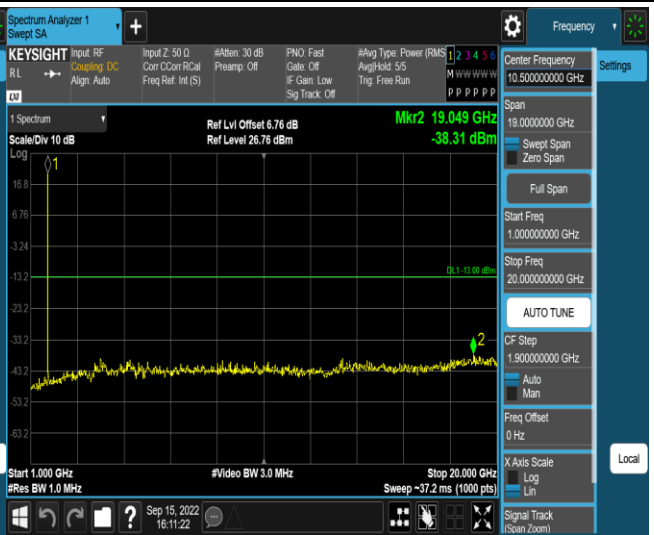 Spectrum Analyzer 1
Swept SA
+
Frequency
KEYSIGHT
RL
LXI
Input: RF
Coupling: DC
Align: Auto
Input Z: 50 Ω
Corr CCorr RCal
Freq Ref: Int (S)
#Atten: 30 dB
Preamp: Off
PNO: Fast
Gate: Off
IF Gain: Low
Sig Track: Off
#Avg Type: Power (RMS
Avg|Hold: 5/5
Trig: Free Run
1 2 3 4 5 6
M W W W W W
P P P P P P
1 Spectrum
Scale/Div 10 dB
Log
Ref Lvl Offset 6.76 dB
Ref Level 26.76 dBm
Mkr2 19.049 GHz
-38.31 dBm
1
16.8
6.76
-3.24
-13.2
DL1 -13.00 dBm
-23.2
-33.2
2
-43.2
-53.2
-63.2
Start 1.000 GHz
#Res BW 1.0 MHz
#Video BW 3.0 MHz
Stop 20.000 GHz
Sweep ~37.2 ms (1000 pts)
?
Sep 15, 2022
16:11:22
Center Frequency
10.500000000 GHz
Span
19.0000000 GHz
Swept Span
Zero Span
Full Span
Start Freq
1.000000000 GHz
Stop Freq
20.000000000 GHz
AUTO TUNE
CF Step
1.900000000 GHz
Auto
Man
Freq Offset
0 Hz
X Axis Scale
Log
Lin
Signal Track
(Span Zoom)
Settings
Local